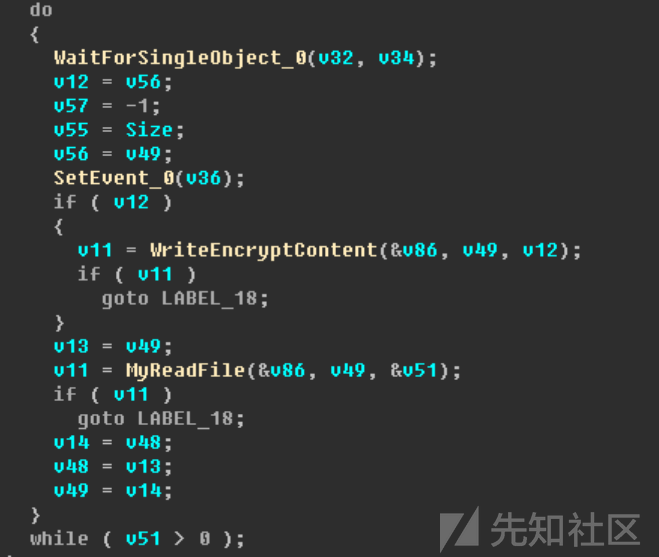 do
{
WaitForSingleObject_0(v32, v34);
v12 = v56;
v57 = -1;
v55 = Size;
v56 = v49;
SetEvent_0(v36);
if ( v12 )
{
v11 = WriteEncryptContent(&v86, v49, v12);
if ( v11 )
goto LABEL_18;
}
v13 = v49;
v11 = MyReadFile(&v86, v49, &v51);
if ( v11 )
goto LABEL_18;
v14 = v48;
v48 = v13;
v49 = v14;
}
while ( v51 > 0 );
先知社区